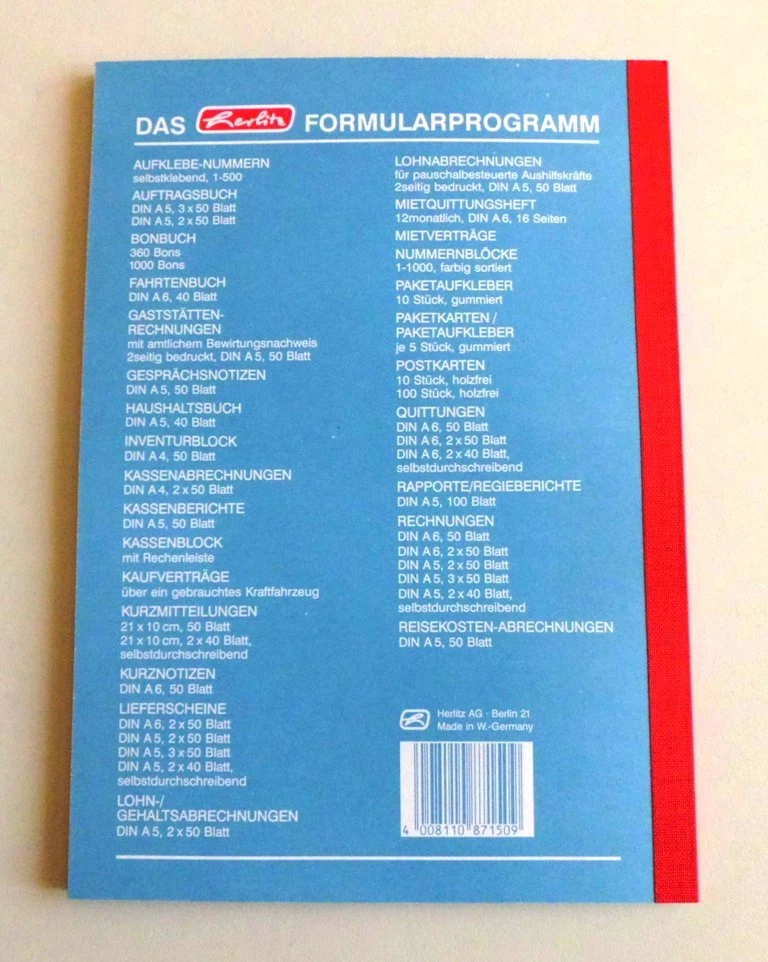 DAS Herlitz FORMULARPROGRAMM
AUFKLEBE-NUMMERN
selbstklebend, 1-500
AUFTRAGSBUCH
DIN A 5, 3 x 50 Blatt
DIN A 5, 2 x 50 Blatt
BONBUCH
360 Bons
1000 Bons
FAHRTENBUCH
DIN A 6, 40 Blatt
GASTSTÄTTEN-
RECHNUNGEN
mit amtlichem Bewirtungsnachweis
2seitig bedruckt, DIN A 5, 50 Blatt
GESPRÄCHSNOTIZEN
DIN A 5, 50 Blatt
HAUSHALTSBUCH
DIN A 5, 40 Blatt
INVENTURBLOCK
DIN A 4, 50 Blatt
KASSENABRECHNUNGEN
DIN A 4, 2 x 50 Blatt
KASSENBERICHTE
DIN A 5, 50 Blatt
KASSENBLOCK
mit Rechenleiste
KAUFVERTRÄGE
über ein gebrauchtes Kraftfahrzeug
KURZMITTEILUNGEN
21 x 10 cm, 50 Blatt
21 x 10 cm, 2 x 40 Blatt,
selbstdurchschreibend
KURZNOTIZEN
DIN A 6, 50 Blatt
LIEFERSCHEINE
DIN A 6, 2 x 50 Blatt
DIN A 5, 2 x 50 Blatt
DIN A 5, 3 x 50 Blatt
DIN A 5, 2 x 40 Blatt,
selbstdurchschreibend
LOHN-/
GEHALTSABRECHNUNGEN
DIN A 5, 2 x 50 Blatt
LOHNABRECHNUNGEN
für pauschalbesteuerte Aushilfskräfte
2seitig bedruckt, DIN A 5, 50 Blatt
MIETQUITTUNGSHEFT
12monatlich, DIN A 6, 16 Seiten
MIETVERTRÄGE
NUMMERNBLÖCKE
1-1000, farbig sortiert
PAKETAUFKLEBER
10 Stück, gummiert
PAKETKARTEN /
PAKETAUFKLEBER
je 5 Stück, gummiert
POSTKARTEN
10 Stück, holzfrei
100 Stück, holzfrei
QUITTUNGEN
DIN A 6, 50 Blatt
DIN A 6, 2 x 50 Blatt
DIN A 6, 2 x 40 Blatt,
selbstdurchschreibend
RAPPORTE/REGIEBERICHTE
DIN A 5, 100 Blatt
RECHNUNGEN
DIN A 6, 50 Blatt
DIN A 6, 2 x 50 Blatt
DIN A 5, 2 x 50 Blatt
DIN A 5, 3 x 50 Blatt
DIN A 5, 2 x 40 Blatt,
selbstdurchschreibend
REISEKOSTEN-ABRECHNUNGEN
DIN A 5, 50 Blatt
Herlitz AG · Berlin 21
Made in W.-Germany
4 008110 871509